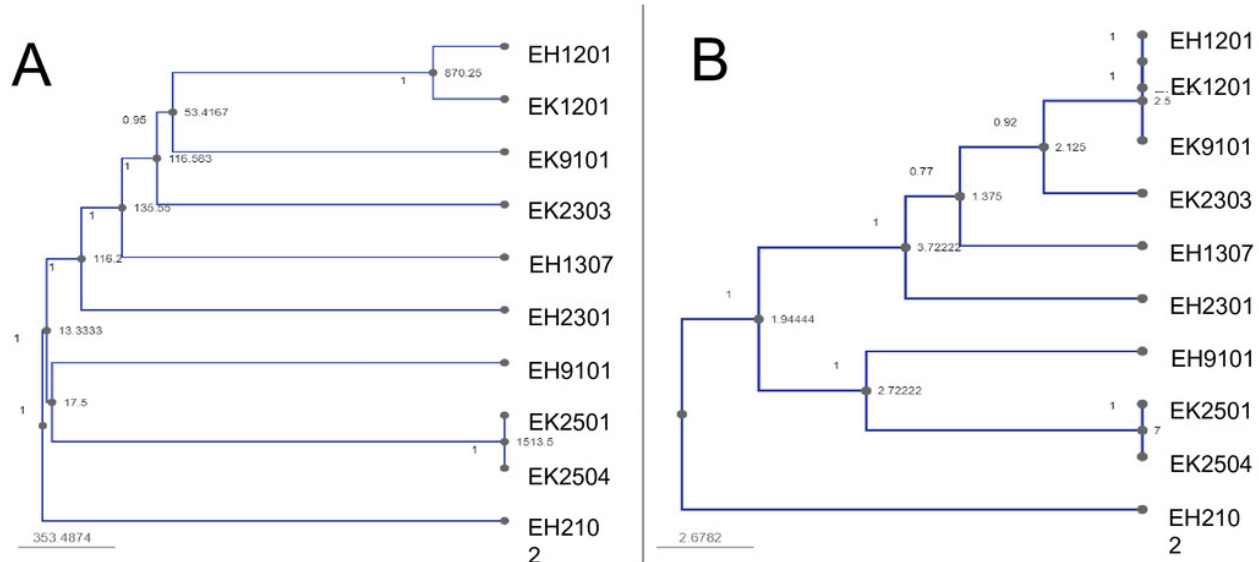 A
EH1201
1
870.25
EK1201
0.95
53.4167
EK9101
1
116.583
EK2303
1
135.55
EH1307
1
116.2
EH2301
1
13.3333
EH9101
1
17.5
EK2501
1
1513.5
EK2504
EH210
2
353.4874
B
1
EH1201
1
EK1201
2.5
EK9101
0.92
2.125
EK2303
0.77
1.375
EH1307
1
3.72222
EH2301
1
1.94444
EH9101
1
2.72222
EK2501
1
7
EK2504
EH210
2
2.6782